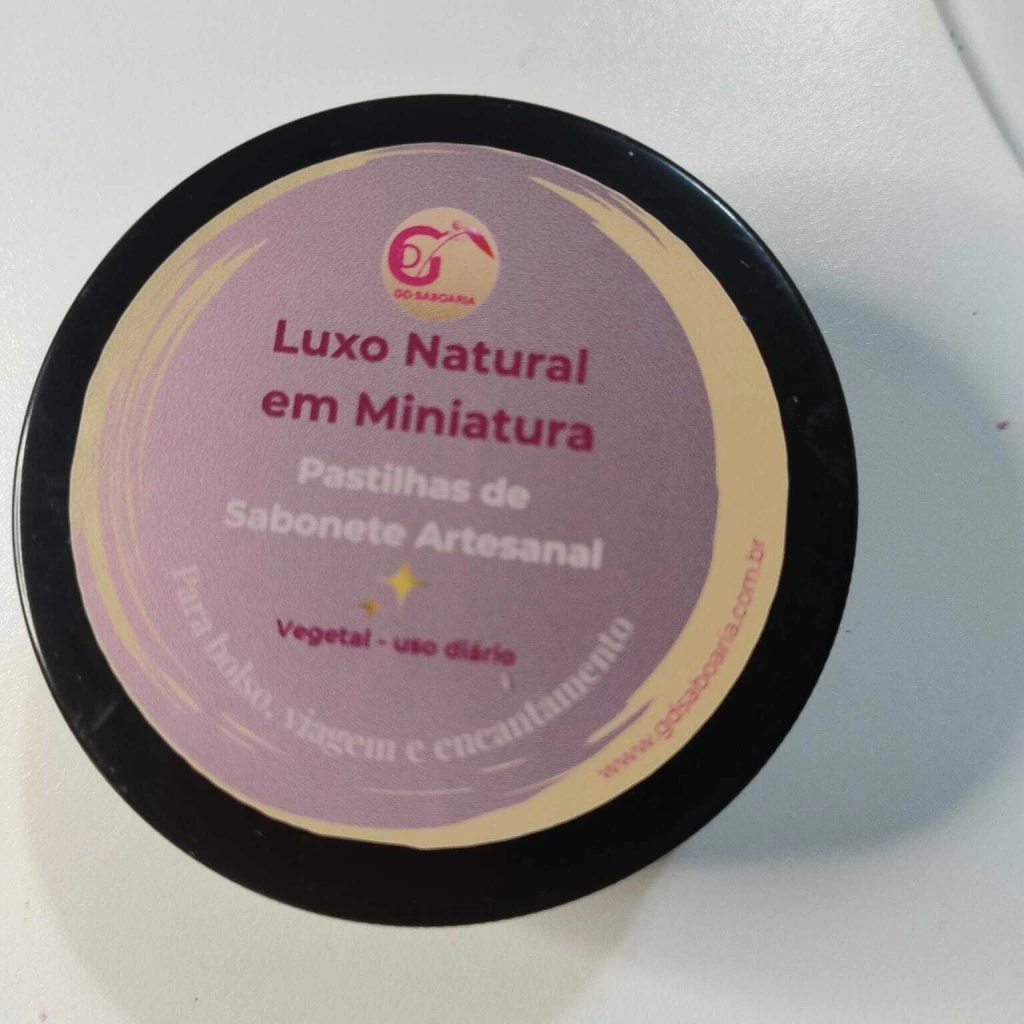 GD
GD SABOARIA
Luxo Natural
em Miniatura
Pastilhas de
Sabonete Artesanal
Vegetal - uso diário
Para bolso, viagem e encantamento
www.gdsaboaria.com.br